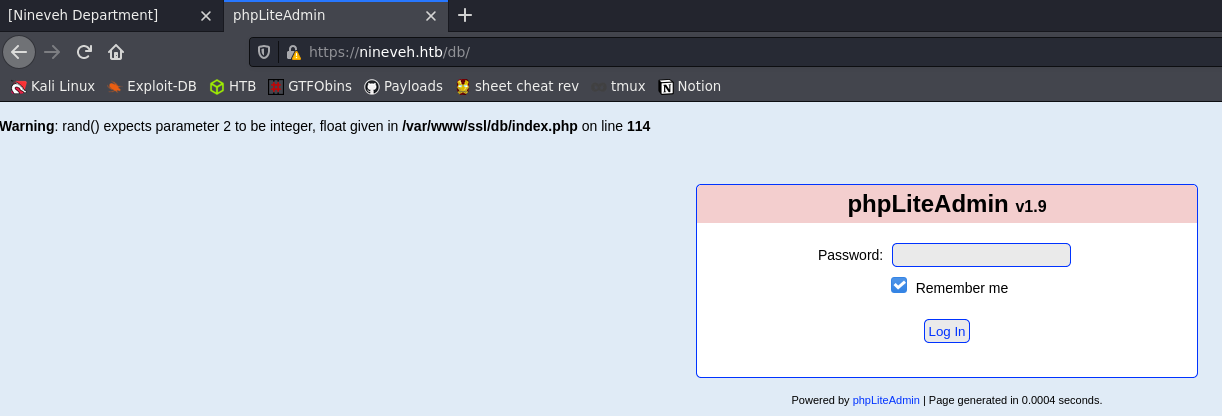 [Nineveh Department]
phpLiteAdmin
https://nineveh.htb/db/
Kali Linux Exploit-DB HTB GTFObins Payloads sheet cheat rev tmux Notion
Warning: rand() expects parameter 2 to be integer, float given in /var/www/ssl/db/index.php on line 114
phpLiteAdmin v1.9
Password:
Remember me
Log In
Powered by phpLiteAdmin | Page generated in 0.0004 seconds.